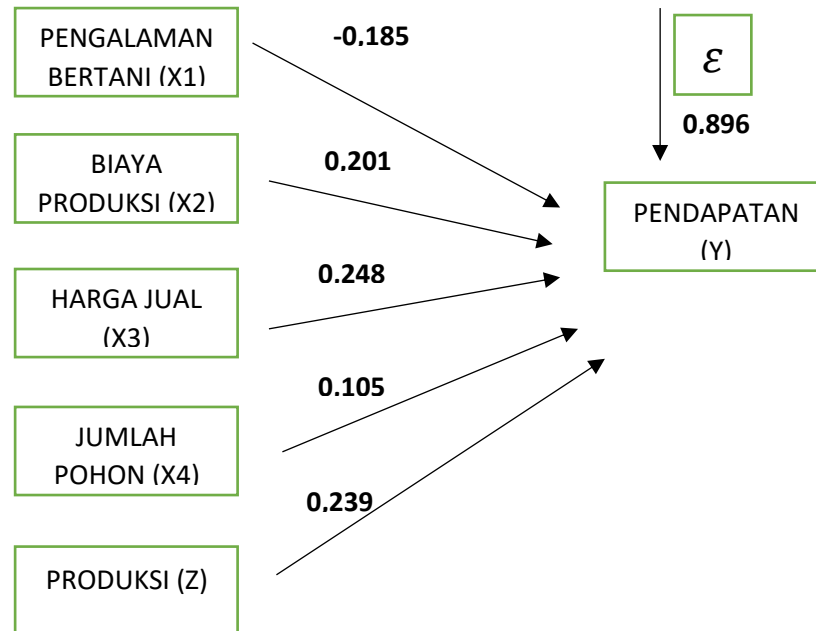 PENGALAMAN
BERTANI (X1)
-0,185
ε
0,896
BIAYA
PRODUKSI (X2)
0,201
PENDAPATAN
(Y)
HARGA JUAL
(X3)
0,248
JUMLAH
POHON (X4)
0,105
0,239
PRODUKSI (Z)